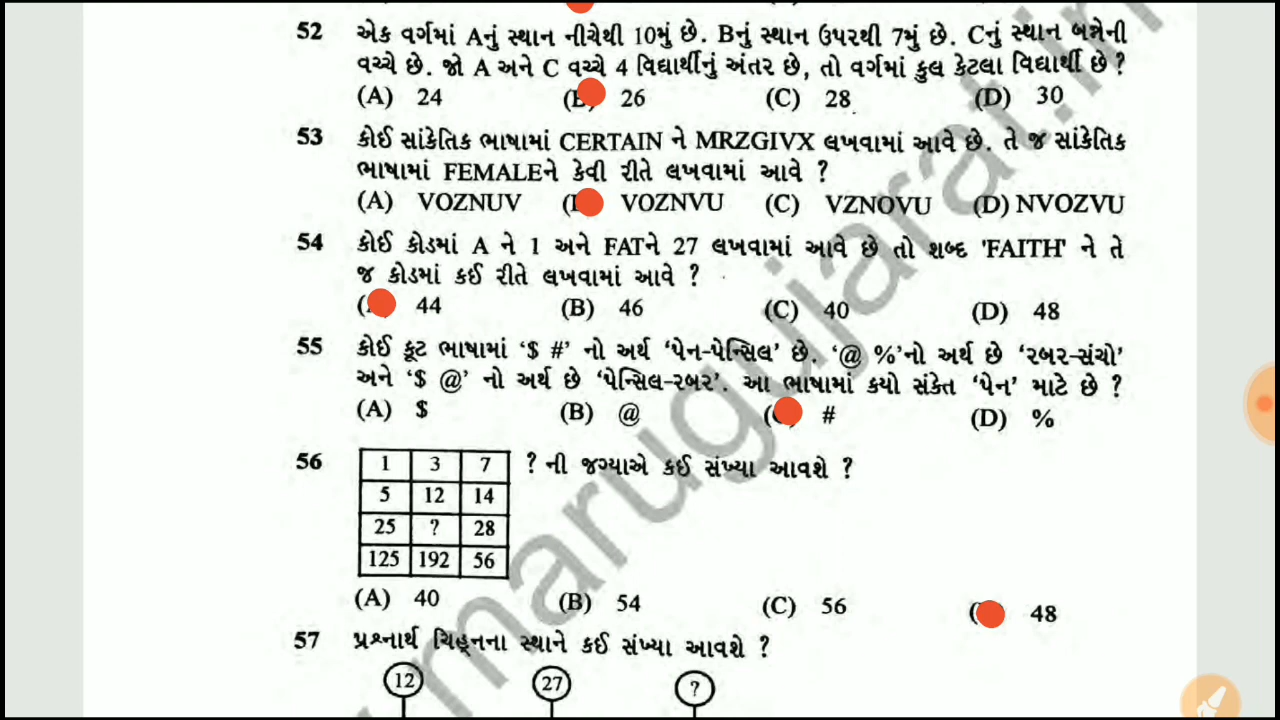 52 એક વર્ગમાં Aનું સ્થાન નીચેથી 10મું છે. Bનું સ્થાન ઉપરથી 7મું છે. Cનું સ્થાન બન્નેની
વચ્ચે છે. જો A અને C વચ્ચે 4 વિદ્યાર્થીનું અંતર છે, તો વર્ગમાં કુલ કેટલા વિદ્યાર્થી છે ?
(A) 24 26 (C) 28 (D) 30
53 કોઈ સાંકેતિક ભાષામાં CERTAIN ને MRZGIVX લખવામાં આવે છે. તે જ સાંકેતિક
ભાષામાં FEMALEને કેવી રીતે લખવામાં આવે ?
(A) VOZNUV VOZNVU (C) VZNOVU (D) NVOZVU
54 કોઈ કોડમાં A ને 1 અને FATને 27 લખવામાં આવે છે તો શબ્દ 'FAITH' ને તે
જ કોડમાં કઈ રીતે લખવામાં આવે ?
44 (B) 46 (C) 40 (D) 48
55 કોઈ કૂટ ભાષામાં ‘$ #’ નો અર્થ ‘પેન-પેન્સિલ’ છે. ‘@ %’નો અર્થ છે ‘રબર-સંચો’
અને ‘$ @’ નો અર્થ છે ‘પેન્સિલ-રબર’. આ ભાષામાં કયો સંકેત ‘પેન’ માટે છે ?
(A) $ (B) @ # (D) %
56 1 3 7 ? ની જગ્યાએ કઈ સંખ્યા આવશે ?
5 12 14
25 ? 28
125 192 56
(A) 40 (B) 54 (C) 56 48
57 પ્રશ્નાર્થ ચિહ્નના સ્થાને કઈ સંખ્યા આવશે ?
12 27 ?
marugujarat.in